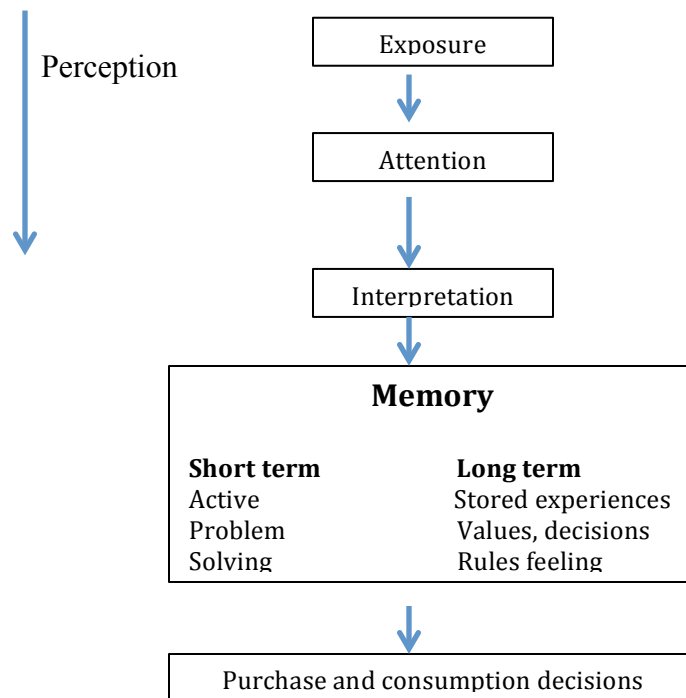 Exposure
Perception
Attention
Interpretation
Memory
Short term Long term
Active Stored experiences
Problem Values, decisions
Solving Rules feeling
Purchase and consumption decisions